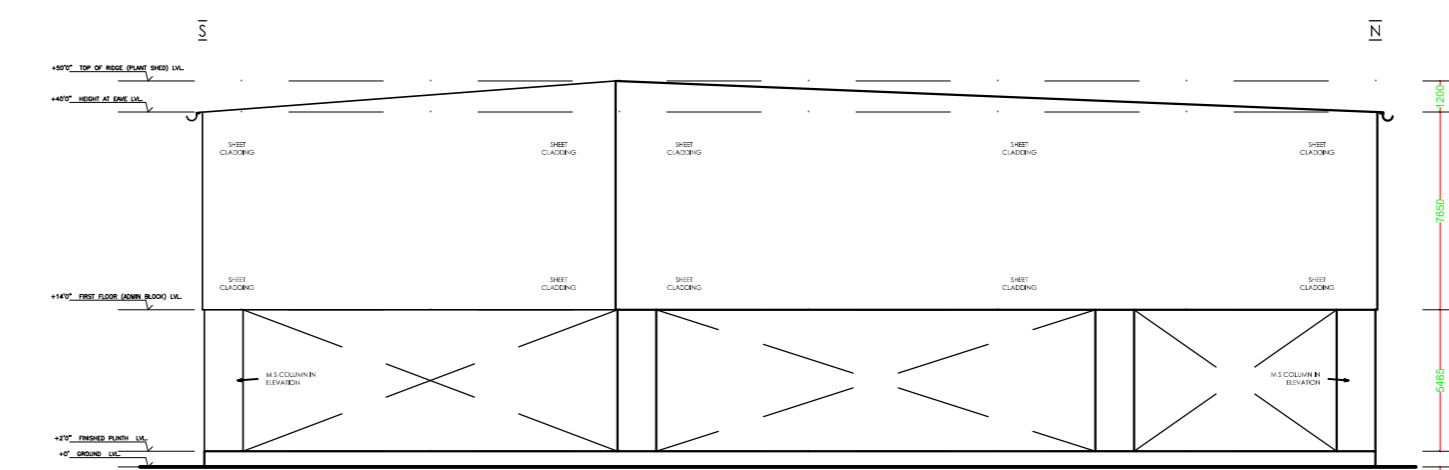 S
N
+50'0" TOP OF RIDGE (PLANT SHED) LVL.
1200
+40'0" HEIGHT AT EAVE LVL.
SHEET SHEET SHEET SHEET SHEET
CLADDING CLADDING CLADDING CLADDING CLADDING
7650
SHEET SHEET SHEET SHEET SHEET
CLADDING CLADDING CLADDING CLADDING CLADDING
+14'0" FIRST FLOOR (ADMIN BLOCK) LVL.
M.S COLUMN IN M.S COLUMN IN
ELEVATION ELEVATION
5485
+2'0" FINISHED PLINTH LVL.
+0" GROUND LVL.